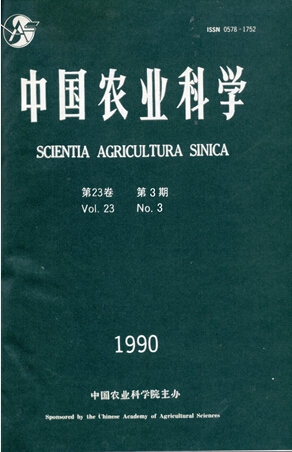 ISSN 0578-1752
中国农业科学
SCIENTIA AGRICULTURA SINICA
第23卷 第3期
Vol. 23 No. 3
1990
中国农业科学院主办
Sponsored by the Chinese Academy of Agricultural Sciences